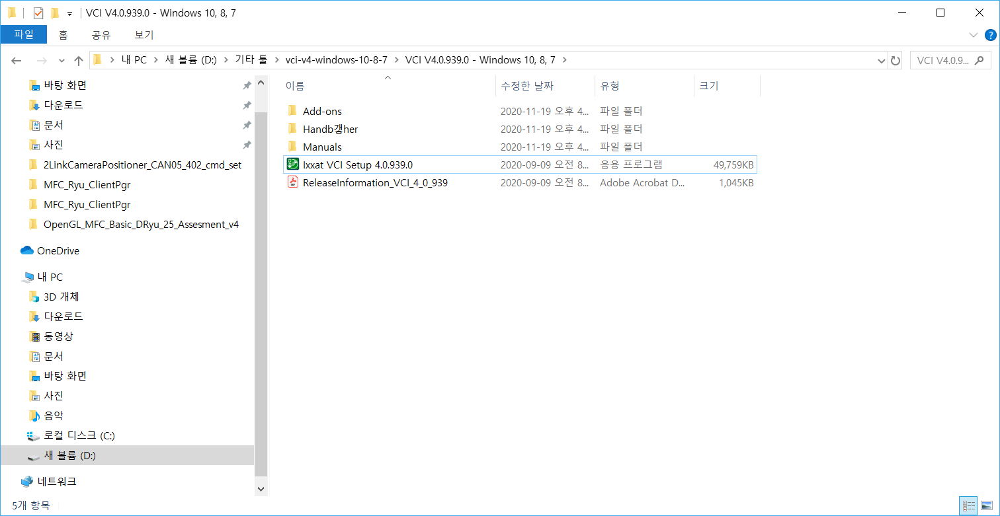 VCI V4.0.939.0 - Windows 10, 8, 7
파일 홈 공유 보기
내 PC 새 볼륨 (D:) 기타 툴 vci-v4-windows-10-8-7 VCI V4.0.939.0 - Windows 10, 8, 7 VCI V4.0.9...
바탕 화면
다운로드
문서
사진
2LinkCameraPositioner_CAN05_402_cmd_set
MFC_Ryu_ClientPgr
MFC_Ryu_ClientPgr
OpenGL_MFC_Basic_DRyu_25_Assesment_v4
OneDrive
내 PC
3D 개체
다운로드
동영상
문서
바탕 화면
사진
음악
로컬 디스크 (C:)
새 볼륨 (D:)
네트워크
이름 수정한 날짜 유형 크기
Add-ons 2020-11-19 오후 4... 파일 폴더
Handb갷her 2020-11-19 오후 4... 파일 폴더
Manuals 2020-11-19 오후 4... 파일 폴더
Ixxat VCI Setup 4.0.939.0 2020-09-09 오전 8... 응용 프로그램 49,759KB
ReleaseInformation_VCI_4_0_939 2020-09-09 오전 8... Adobe Acrobat D... 1,045KB
5개 항목